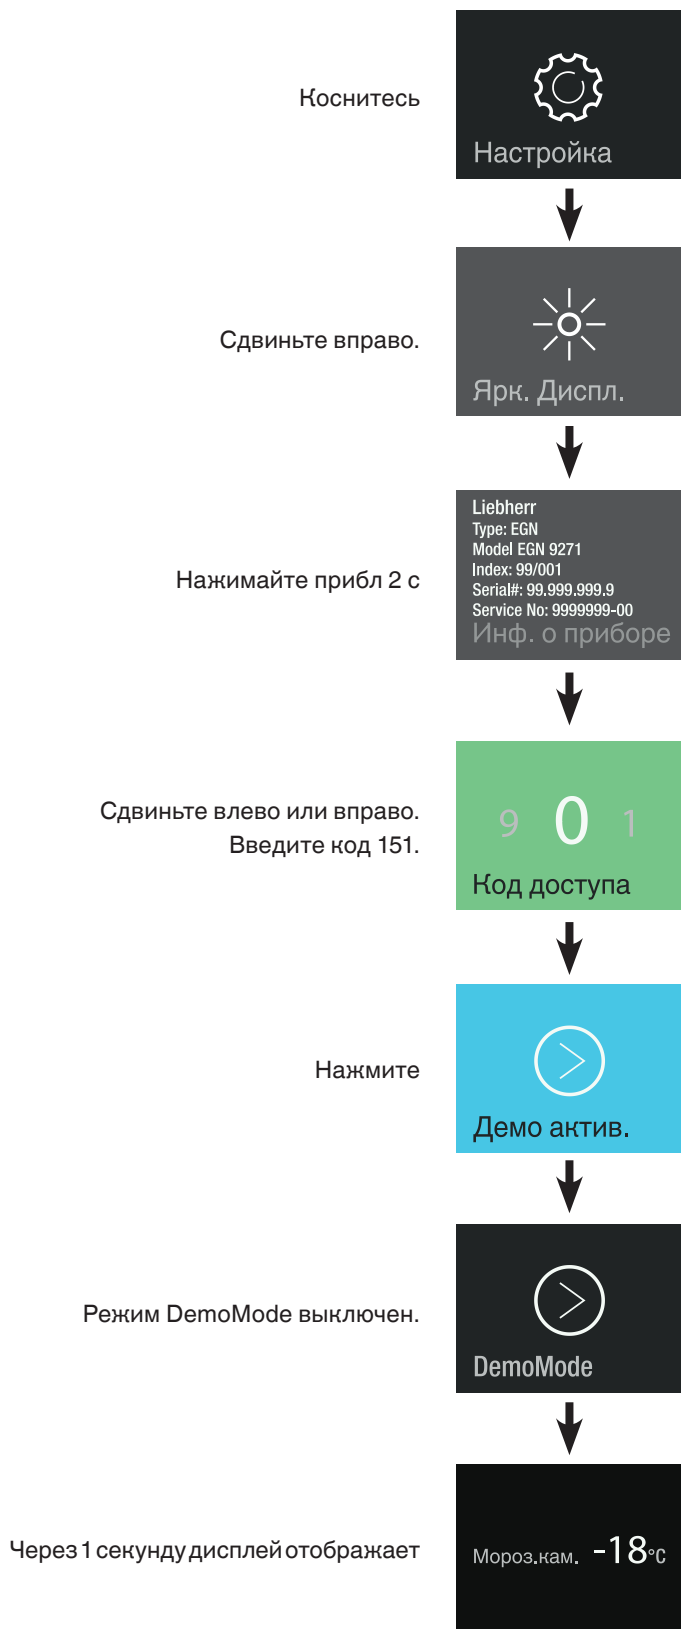 Коснитесь
Настройка
Сдвиньте вправо.
Ярк. Диспл.
Нажимайте прибл 2 с
Liebherr
Type: EGN
Model EGN 9271
Index: 99/001
Serial#: 99.999.999.9
Service No: 9999999-00
Инф. о приборе
Сдвиньте влево или вправо.
Введите код 151.
9 0 1
Код доступа
Нажмите
Демо актив.
Режим DemoMode выключен.
DemoMode
Через 1 секунду дисплей отображает
Мороз.кам. -18°C